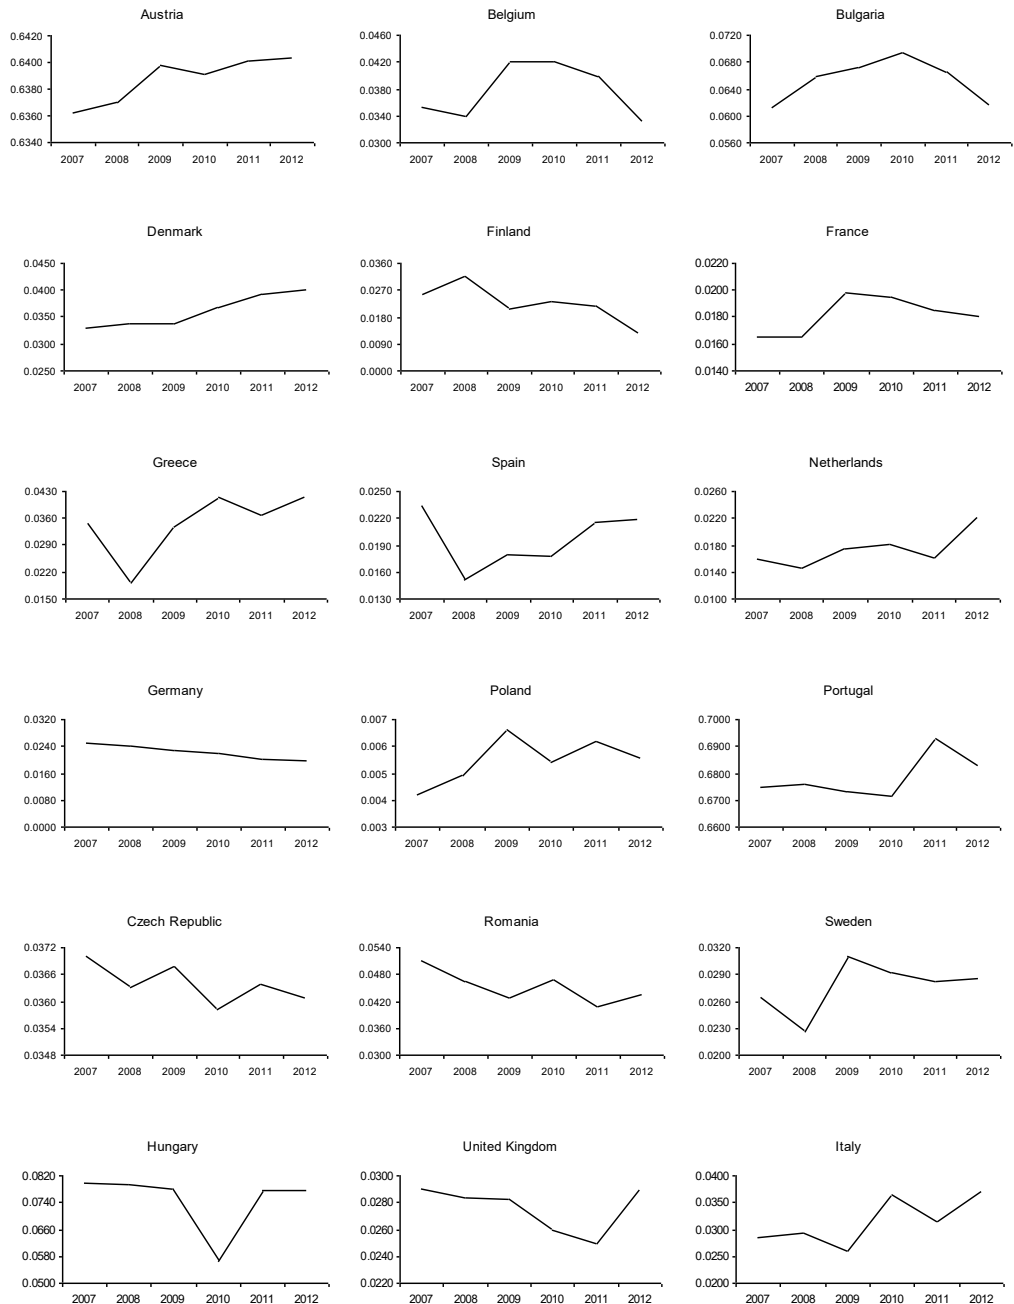 Austria
0.6420
0.6400
0.6380
0.6360
0.6340
2007 2008 2009 2010 2011 2012
Belgium
0.0460
0.0420
0.0380
0.0340
0.0300
2007 2008 2009 2010 2011 2012
Bulgaria
0.0720
0.0680
0.0640
0.0600
0.0560
2007 2008 2009 2010 2011 2012
Denmark
0.0450
0.0400
0.0350
0.0300
0.0250
2007 2008 2009 2010 2011 2012
Finland
0.0360
0.0270
0.0180
0.0090
0.0000
2007 2008 2009 2010 2011 2012
France
0.0220
0.0200
0.0180
0.0160
0.0140
2007 2008 2009 2010 2011 2012
Greece
0.0430
0.0360
0.0290
0.0220
0.0150
2007 2008 2009 2010 2011 2012
Spain
0.0250
0.0220
0.0190
0.0160
0.0130
2007 2008 2009 2010 2011 2012
Netherlands
0.0260
0.0220
0.0180
0.0140
0.0100
2007 2008 2009 2010 2011 2012
Germany
0.0320
0.0240
0.0160
0.0080
0.0000
2007 2008 2009 2010 2011 2012
Poland
0.007
0.006
0.005
0.004
0.003
2007 2008 2009 2010 2011 2012
Portugal
0.7000
0.6900
0.6800
0.6700
0.6600
2007 2008 2009 2010 2011 2012
Czech Republic
0.0372
0.0366
0.0360
0.0354
0.0348
2007 2008 2009 2010 2011 2012
Romania
0.0540
0.0480
0.0420
0.0360
0.0300
2007 2008 2009 2010 2011 2012
Sweden
0.0320
0.0290
0.0260
0.0230
0.0200
2007 2008 2009 2010 2011 2012
Hungary
0.0820
0.0740
0.0660
0.0580
0.0500
2007 2008 2009 2010 2011 2012
United Kingdom
0.0300
0.0280
0.0260
0.0240
0.0220
2007 2008 2009 2010 2011 2012
Italy
0.0400
0.0350
0.0300
0.0250
0.0200
2007 2008 2009 2010 2011 2012